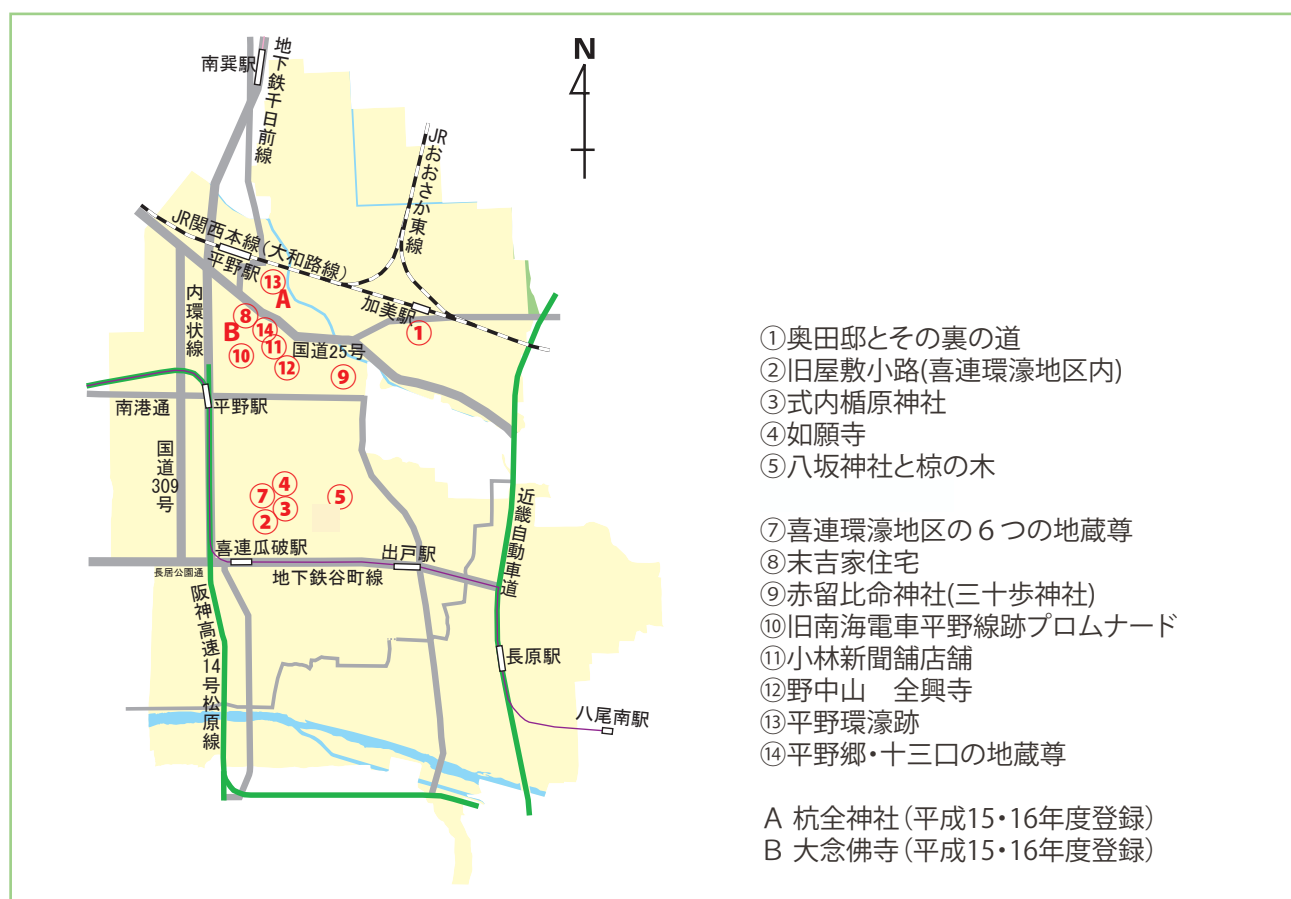 N
南巽駅
地下鉄千日前線
JRおおさか東線
JR関西本線(大和路線)
平野駅
⑬
A
加美駅
①
内環状線
⑧
B
⑭
⑪
⑩
⑫
国道25号
⑨
南港通
平野駅
国道309号
④
⑦
③
⑤
②
喜連瓜破駅
出戸駅
長居公園通
地下鉄谷町線
近畿自動車道
阪神高速14号松原線
長原駅
八尾南駅
①奥田邸とその裏の道
②旧屋敷小路(喜連環濠地区内)
③式内楯原神社
④如願寺
⑤八坂神社と椋の木
⑦喜連環濠地区の６つの地蔵尊
⑧末吉家住宅
⑨赤留比命神社(三十歩神社)
⑩旧南海電車平野線跡プロムナード
⑪小林新聞舗店舗
⑫野中山　全興寺
⑬平野環濠跡
⑭平野郷・十三口の地蔵尊
A 杭全神社（平成15・16年度登録）
B 大念佛寺（平成15・16年度登録）